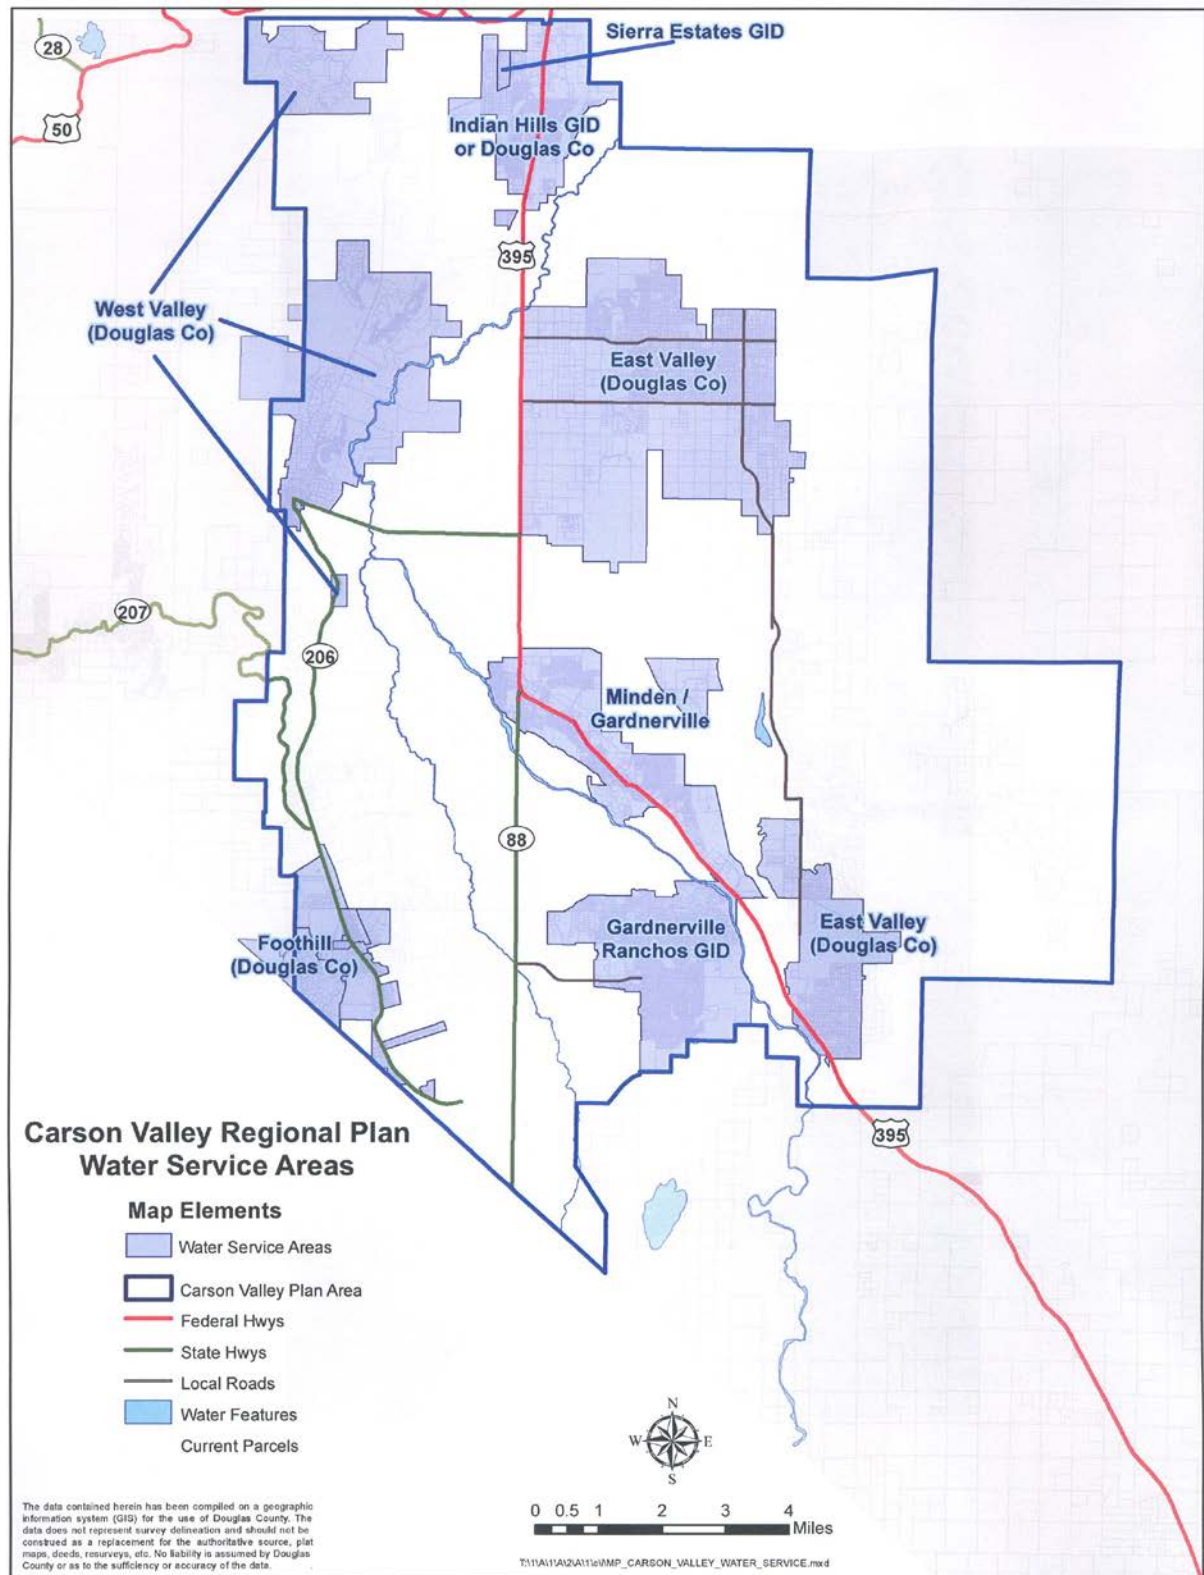 28
50
Sierra Estates GID
Indian Hills GID
or Douglas Co
395
West Valley
(Douglas Co)
East Valley
(Douglas Co)
207
206
Minden /
Gardnerville
88
Gardnerville
Ranchos GID
East Valley
(Douglas Co)
Foothill
(Douglas Co)
395
Carson Valley Regional Plan
Water Service Areas
Map Elements
Water Service Areas
Carson Valley Plan Area
Federal Hwys
State Hwys
Local Roads
Water Features
Current Parcels
N
W E
S
0 0.5 1 2 3 4
Miles
The data contained herein has been compiled on a geographic
information system (GIS) for the use of Douglas County. The
data does not represent survey delineation and should not be
construed as a replacement for the authoritative source, plat
maps, deeds, resurveys, etc. No liability is assumed by Douglas
County or as to the sufficiency or accuracy of the data.